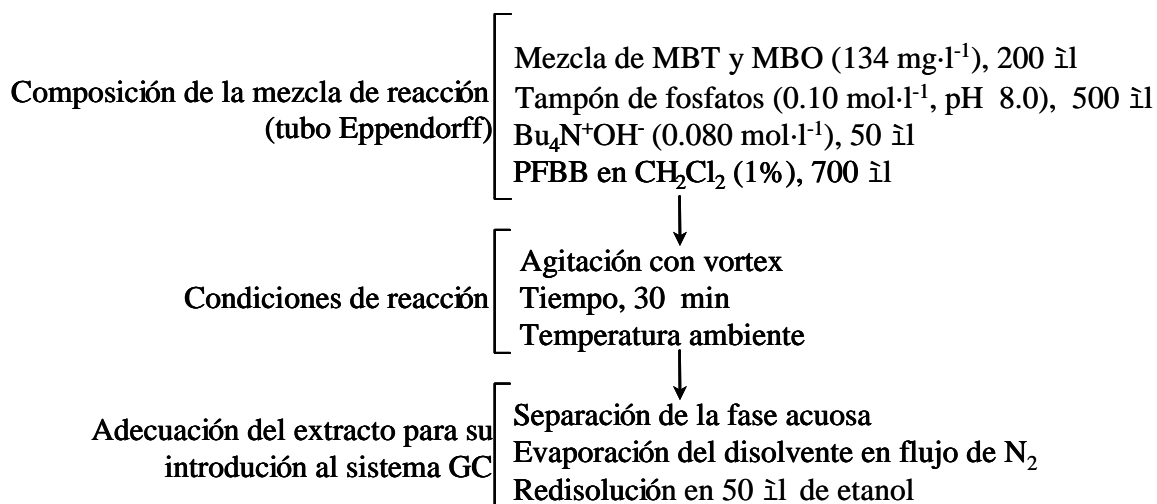 Composición de la mezcla de reacción
(tubo Eppendorff)
Mezcla de MBT y MBO (134 mg·l⁻¹), 200 ìl
Tampón de fosfatos (0.10 mol·l⁻¹, pH 8.0), 500 ìl
Bu₄N⁺OH⁻ (0.080 mol·l⁻¹), 50 ìl
PFBB en CH₂Cl₂ (1%), 700 ìl
Condiciones de reacción
Agitación con vortex
Tiempo, 30 min
Temperatura ambiente
Adecuación del extracto para su
introdución al sistema GC
Separación de la fase acuosa
Evaporación del disolvente en flujo de N₂
Redisolución en 50 ìl de etanol